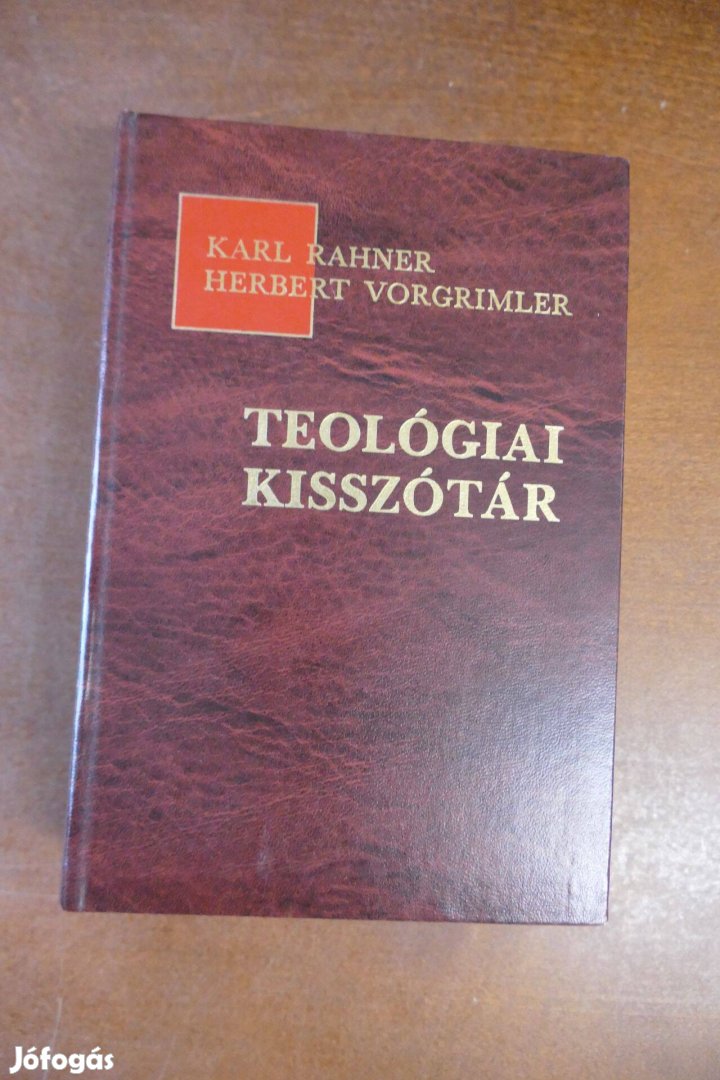 KARL RAHNER
HERBERT VORGRIMLER
TEOLÓGIAI
KISSZÓTÁR
Jófogás